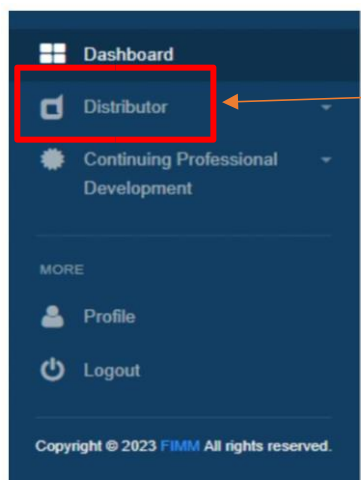 Dashboard
Distributor
Continuing Professional
Development
MORE
Profile
Logout
Copyright © 2023 FIMM All rights reserved.